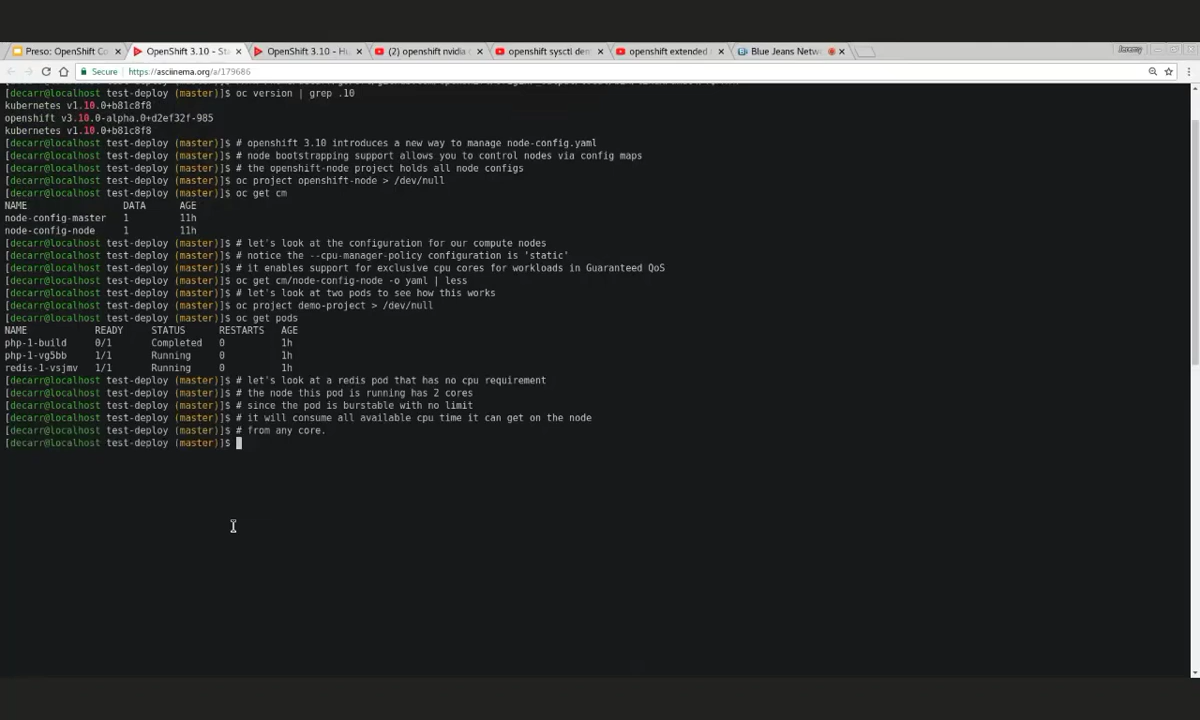 Preso: OpenShift Co
OpenShift 3.10 - Sta
OpenShift 3.10 - Hu
(2) openshift nvidia
openshift sysctl dem
openshift extended
Blue Jeans Netw
Jeremy
Secure https://asciinema.org/a/179686
[decarr@localhost test-deploy (master)]$ oc version | grep .10
kubernetes v1.10.0+b81c8f8
openshift v3.10.0-alpha.0+d2ef32f-985
kubernetes v1.10.0+b81c8f8
[decarr@localhost test-deploy (master)]$ # openshift 3.10 introduces a new way to manage node-config.yaml
[decarr@localhost test-deploy (master)]$ # node bootstrapping support allows you to control nodes via config maps
[decarr@localhost test-deploy (master)]$ # the openshift-node project holds all node configs
[decarr@localhost test-deploy (master)]$ oc project openshift-node > /dev/null
[decarr@localhost test-deploy (master)]$ oc get cm
NAME DATA AGE
node-config-master 1 11h
node-config-node 1 11h
[decarr@localhost test-deploy (master)]$ # let's look at the configuration for our compute nodes
[decarr@localhost test-deploy (master)]$ # notice the --cpu-manager-policy configuration is 'static'
[decarr@localhost test-deploy (master)]$ # it enables support for exclusive cpu cores for workloads in Guaranteed QoS
[decarr@localhost test-deploy (master)]$ oc get cm/node-config-node -o yaml | less
[decarr@localhost test-deploy (master)]$ # let's look at two pods to see how this works
[decarr@localhost test-deploy (master)]$ oc project demo-project > /dev/null
[decarr@localhost test-deploy (master)]$ oc get pods
NAME READY STATUS RESTARTS AGE
php-1-build 0/1 Completed 0 1h
php-1-vg5bb 1/1 Running 0 1h
redis-1-vsjmv 1/1 Running 0 1h
[decarr@localhost test-deploy (master)]$ # let's look at a redis pod that has no cpu requirement
[decarr@localhost test-deploy (master)]$ # the node this pod is running has 2 cores
[decarr@localhost test-deploy (master)]$ # since the pod is burstable with no limit
[decarr@localhost test-deploy (master)]$ # it will consume all available cpu time it can get on the node
[decarr@localhost test-deploy (master)]$ # from any core.
[decarr@localhost test-deploy (master)]$